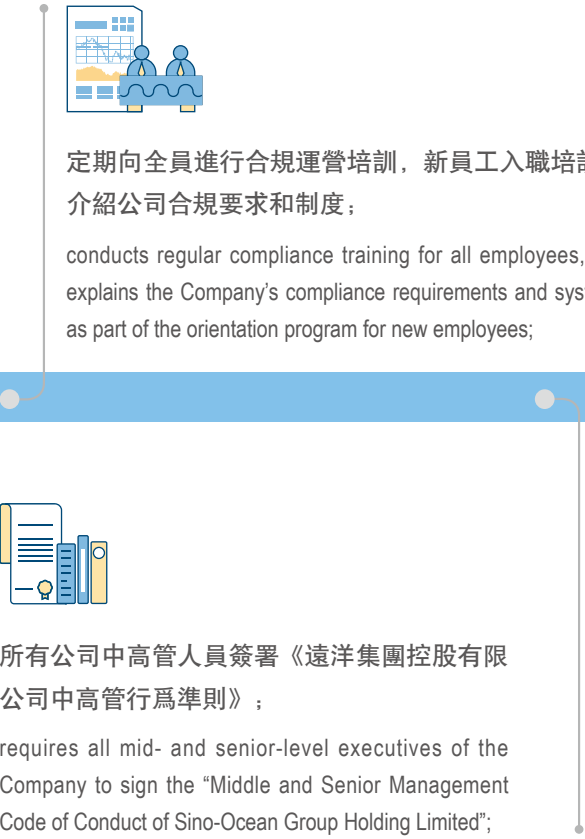 定期向全員進行合規運營培訓，新員工入職培訓
介紹公司合規要求和制度；
conducts regular compliance training for all employees,
explains the Company’s compliance requirements and
as part of the orientation program for new employees;
所有公司中高管人員簽署《遠洋集團控股有限
公司中高管行爲準則》；
requires all mid- and senior-level executives of the
Company to sign the “Middle and Senior Management
Code of Conduct of Sino-Ocean Group Holding Limited”;